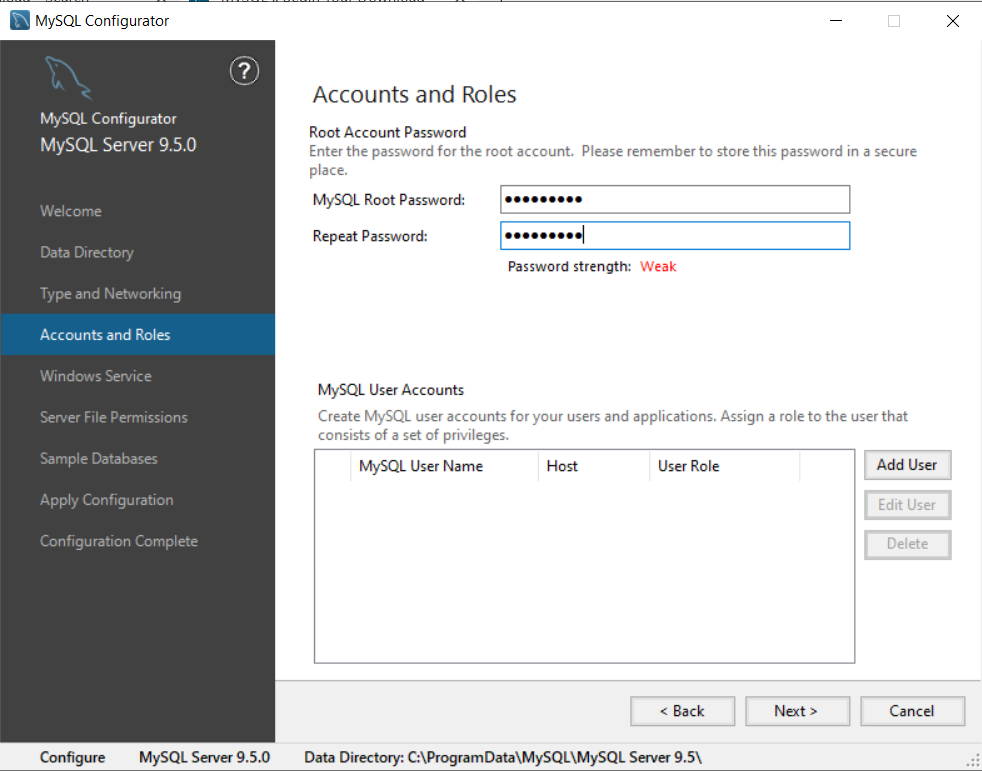 MySQL Configurator
?
MySQL Configurator
MySQL Server 9.5.0
Welcome
Data Directory
Type and Networking
Accounts and Roles
Windows Service
Server File Permissions
Sample Databases
Apply Configuration
Configuration Complete
Accounts and Roles
Root Account Password
Enter the password for the root account.  Please remember to store this password in a secure
place.
MySQL Root Password: ●●●●●●●●●
Repeat Password: ●●●●●●●●●
Password strength: Weak
MySQL User Accounts
Create MySQL user accounts for your users and applications. Assign a role to the user that
consists of a set of privileges.
MySQL User Name Host User Role
Add User
Edit User
Delete
< Back Next > Cancel
Configure MySQL Server 9.5.0 Data Directory: C:\ProgramData\MySQL\MySQL Server 9.5\